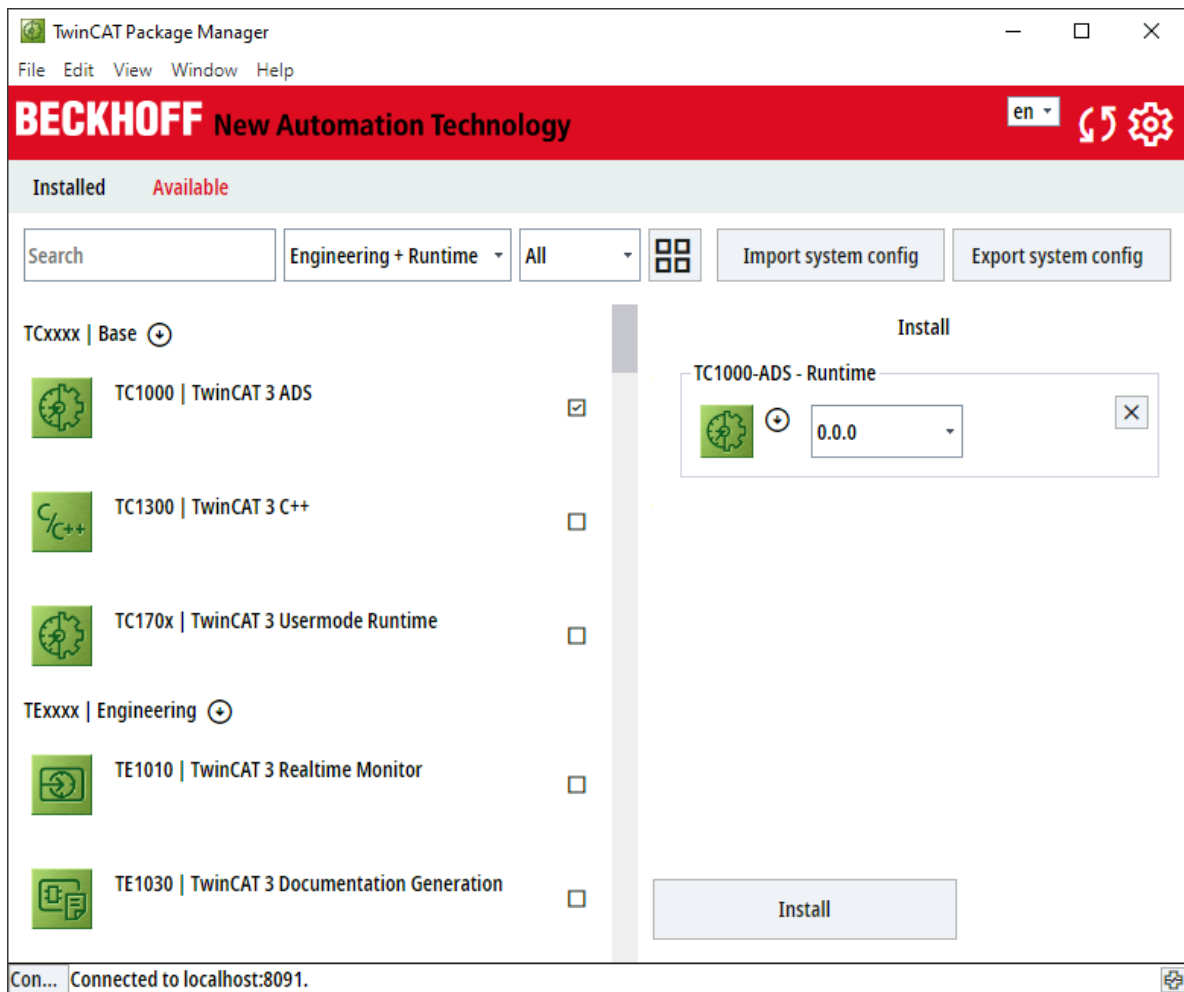 TwinCAT Package Manager
File Edit View Window Help
BECKHOFF New Automation Technology
en
Installed Available
Search
Engineering + Runtime
All
Import system config
Export system config
TCxxxx | Base
TC1000 | TwinCAT 3 ADS
C/C++
TC1300 | TwinCAT 3 C++
TC170x | TwinCAT 3 Usermode Runtime
TExxxx | Engineering
TE1010 | TwinCAT 3 Realtime Monitor
TE1030 | TwinCAT 3 Documentation Generation
Install
TC1000-ADS - Runtime
0.0.0
Install
Con... Connected to localhost:8091.